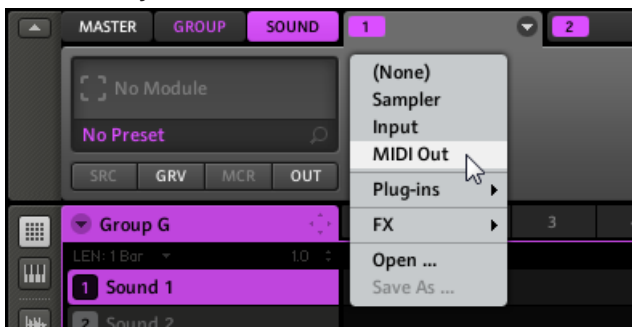 MASTER GROUP SOUND 1 2
No Module
No Preset
SRC GRV MCR OUT
(None)
Sampler
Input
MIDI Out
Plug-ins
FX
Open ...
Save As ...
Group G 3
LEN: 1 Bar 1.0
1 Sound 1
2 Sound 2